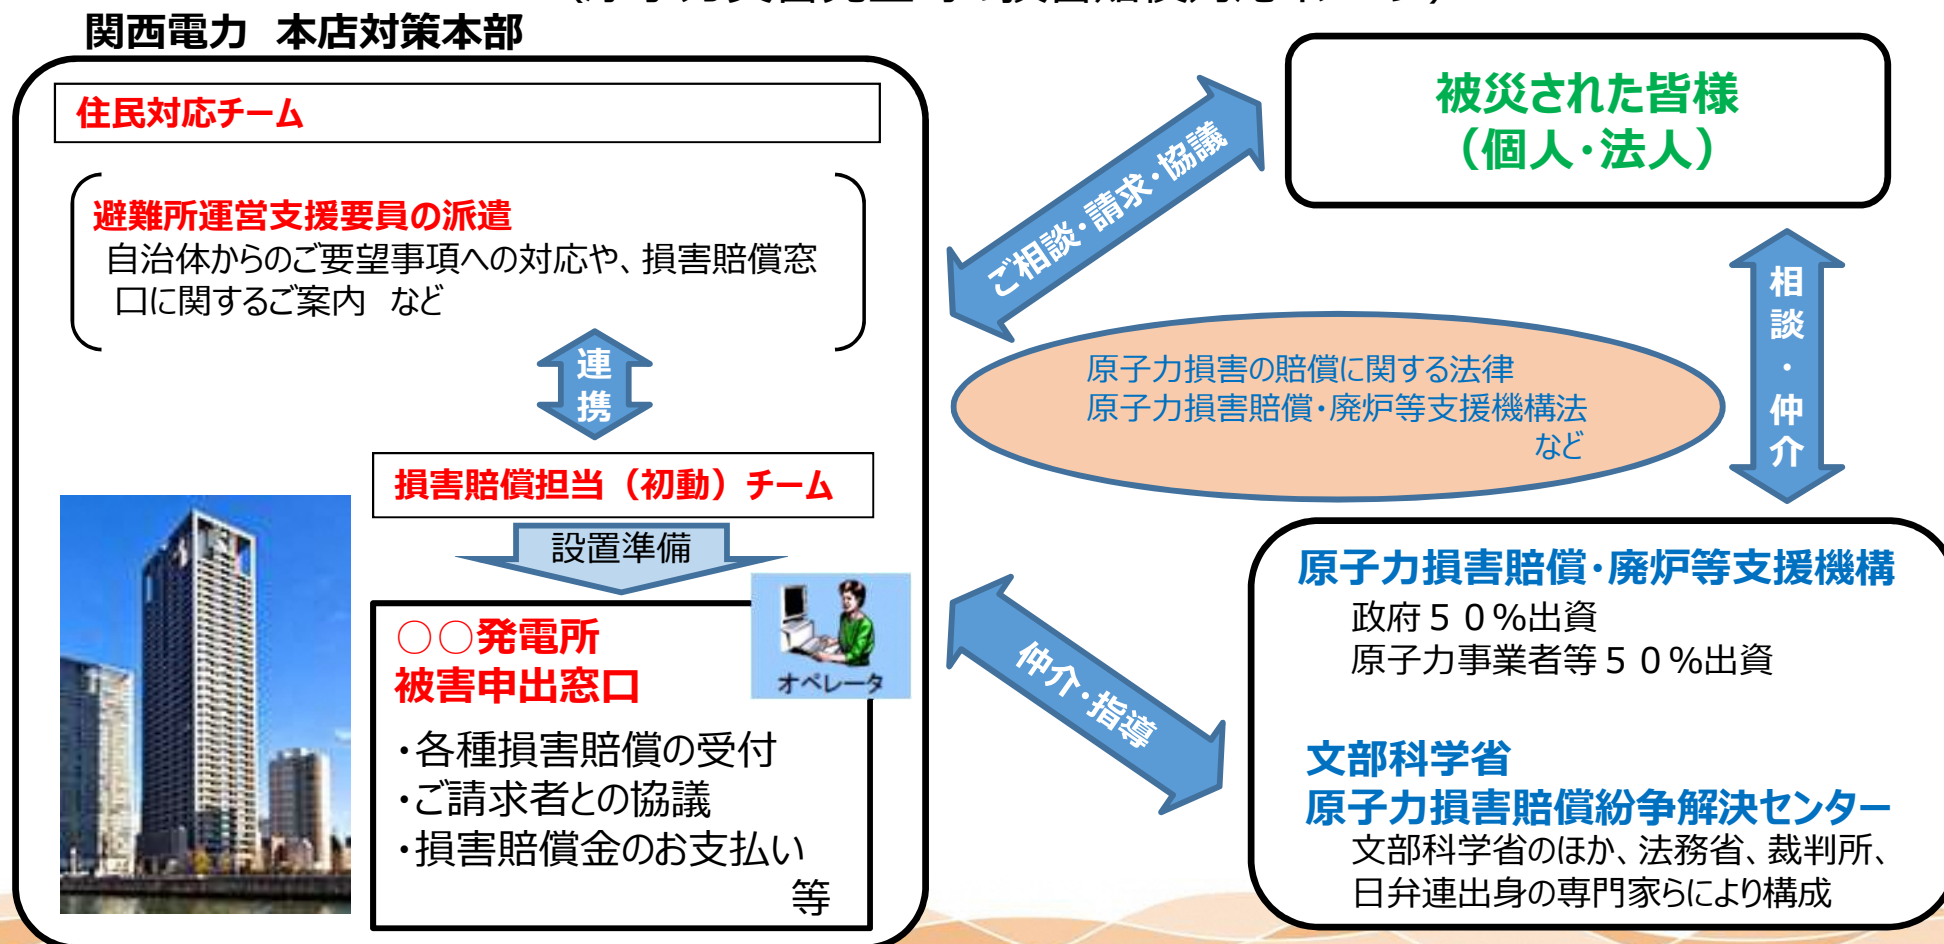 関西電力 本店対策本部
住民対応チーム
避難所運営支援要員の派遣
自治体からのご要望事項への対応や、損害賠償窓
口に関するご案内 など
連携
損害賠償担当（初動）チーム
設置準備
○○発電所
被害申出窓口
オペレータ
・各種損害賠償の受付
・ご請求者との協議
・損害賠償金のお支払い
等
ご相談・請求・協議
被災された皆様
（個人・法人）
原子力損害の賠償に関する法律
原子力損害賠償・廃炉等支援機構法
など
相談・仲介
仲介・指導
原子力損害賠償・廃炉等支援機構
政府５０％出資
原子力事業者等５０％出資
文部科学省
原子力損害賠償紛争解決センター
文部科学省のほか、法務省、裁判所、
日弁連出身の専門家らにより構成